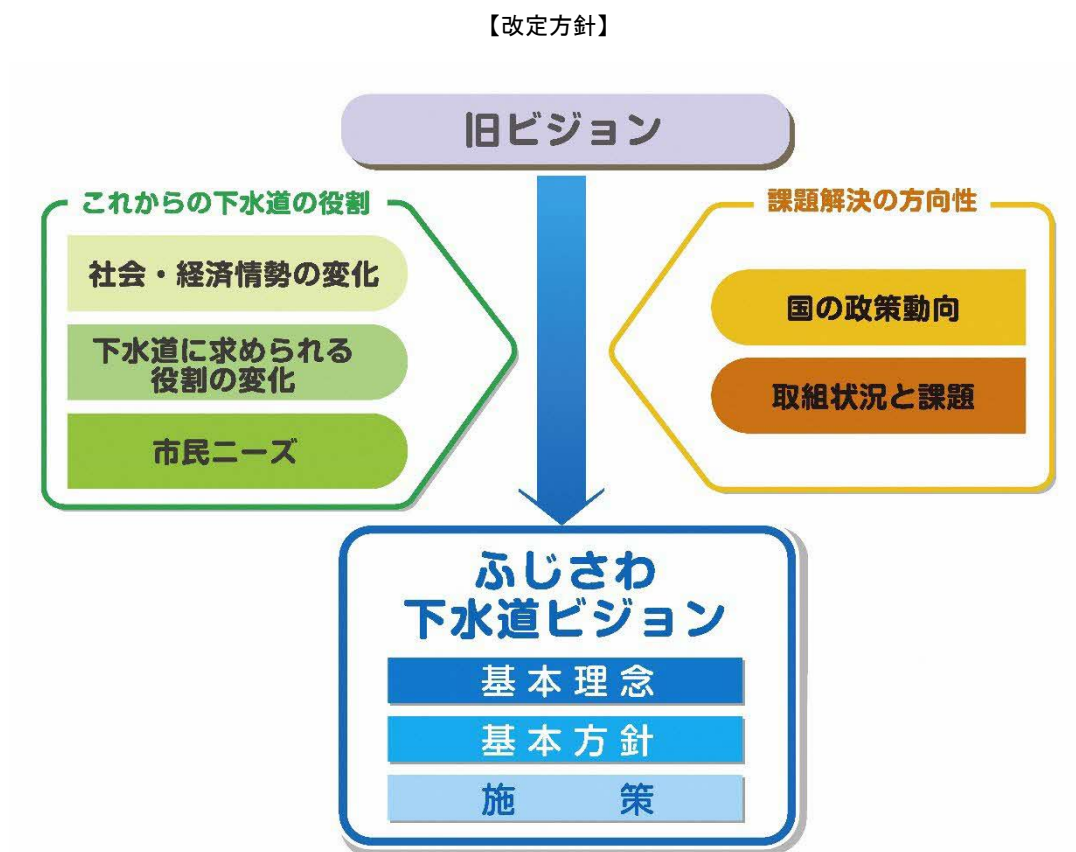 【改定方針】
旧ビジョン
これからの下水道の役割
社会・経済情勢の変化
下水道に求められる
役割の変化
市民ニーズ
課題解決の方向性
国の政策動向
取組状況と課題
ふじさわ
下水道ビジョン
基本理念
基本方針
施策